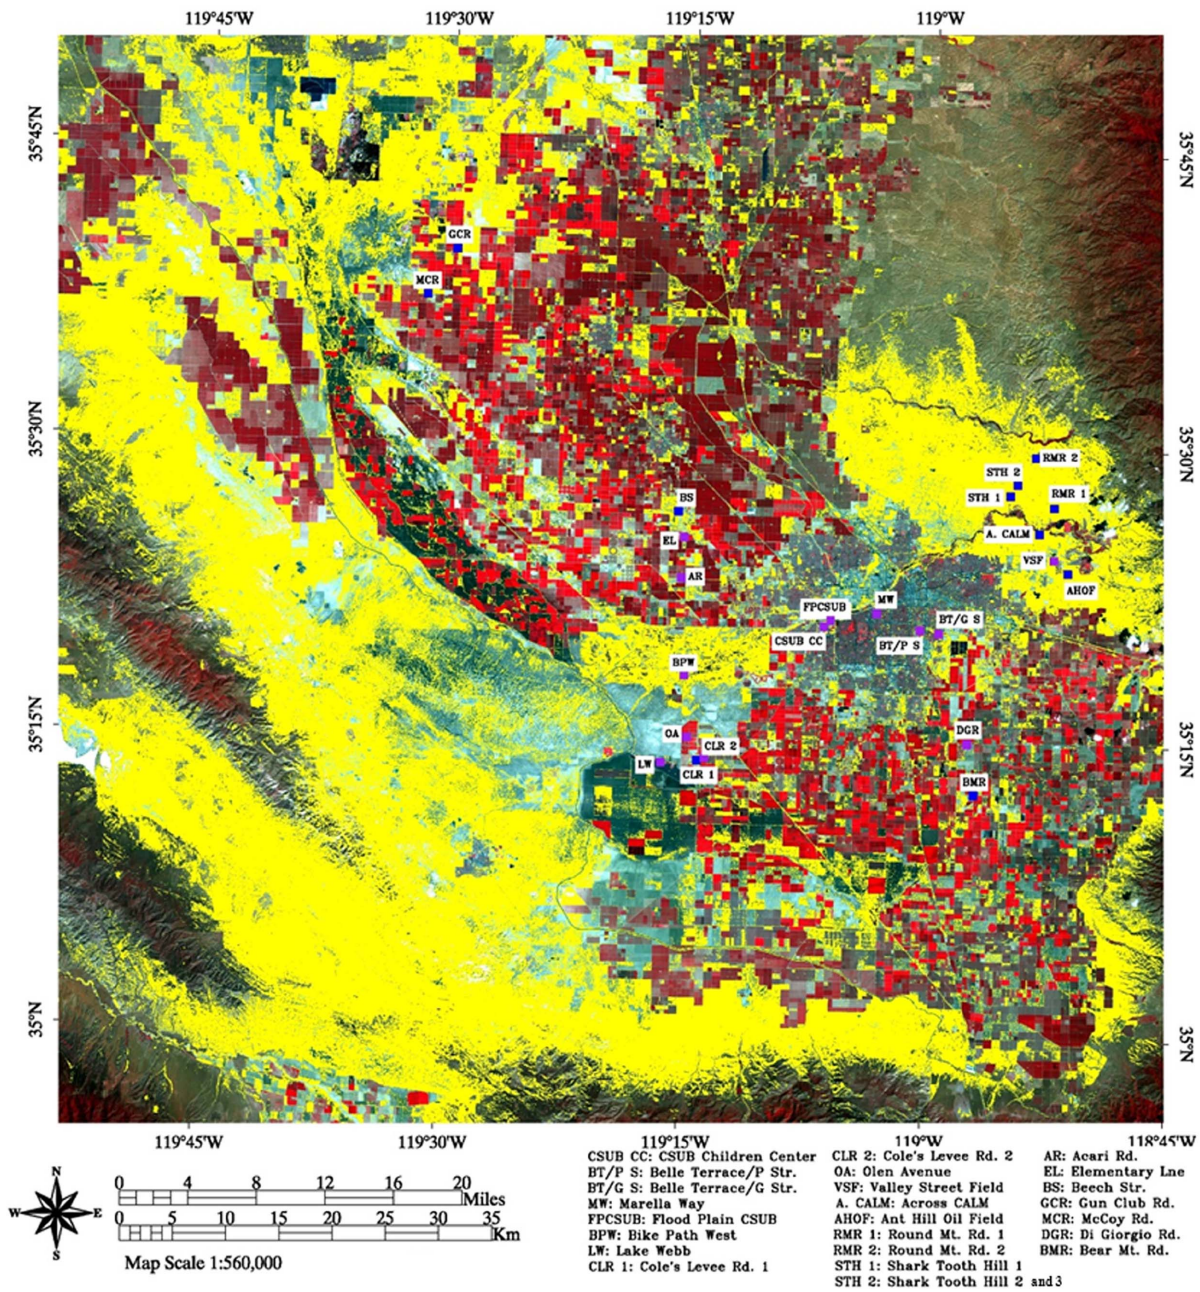 119°45'W 119°30'W 119°15'W 119°W
35°45'N 35°45'N
GCR
MCR
35°30'N 35°30'N
RMR 2
STH 2
STH 1 RMR 1
BS
A. CALM
EL
VSF
AR
AHOF
FPCSUB MW
BT/G S
CSUB CC BT/P S
BPW
35°15'N 35°15'N
OA DGR
CLR 2
LW
CLR 1
BMR
35°N 35°N
119°45'W 119°30'W 119°15'W 119°W 118°45'W
N
W E
S
0 4 8 12 16 20
Miles
0 5 10 15 20 25 30 35
Km
Map Scale 1:560,000
CSUB CC: CSUB Children Center
BT/P S: Belle Terrace/P Str.
BT/G S: Belle Terrace/G Str.
MW: Marella Way
FPCSUB: Flood Plain CSUB
BPW: Bike Path West
LW: Lake Webb
CLR 1: Cole's Levee Rd. 1
CLR 2: Cole's Levee Rd. 2
OA: Olen Avenue
VSF: Valley Street Field
A. CALM: Across CALM
AHOF: Ant Hill Oil Field
RMR 1: Round Mt. Rd. 1
RMR 2: Round Mt. Rd. 2
STH 1: Shark Tooth Hill 1
STH 2: Shark Tooth Hill 2 and 3
AR: Acari Rd.
EL: Elementary Lne
BS: Beech Str.
GCR: Gun Club Rd.
MCR: McCoy Rd.
DGR: Di Giorgio Rd.
BMR: Bear Mt. Rd.